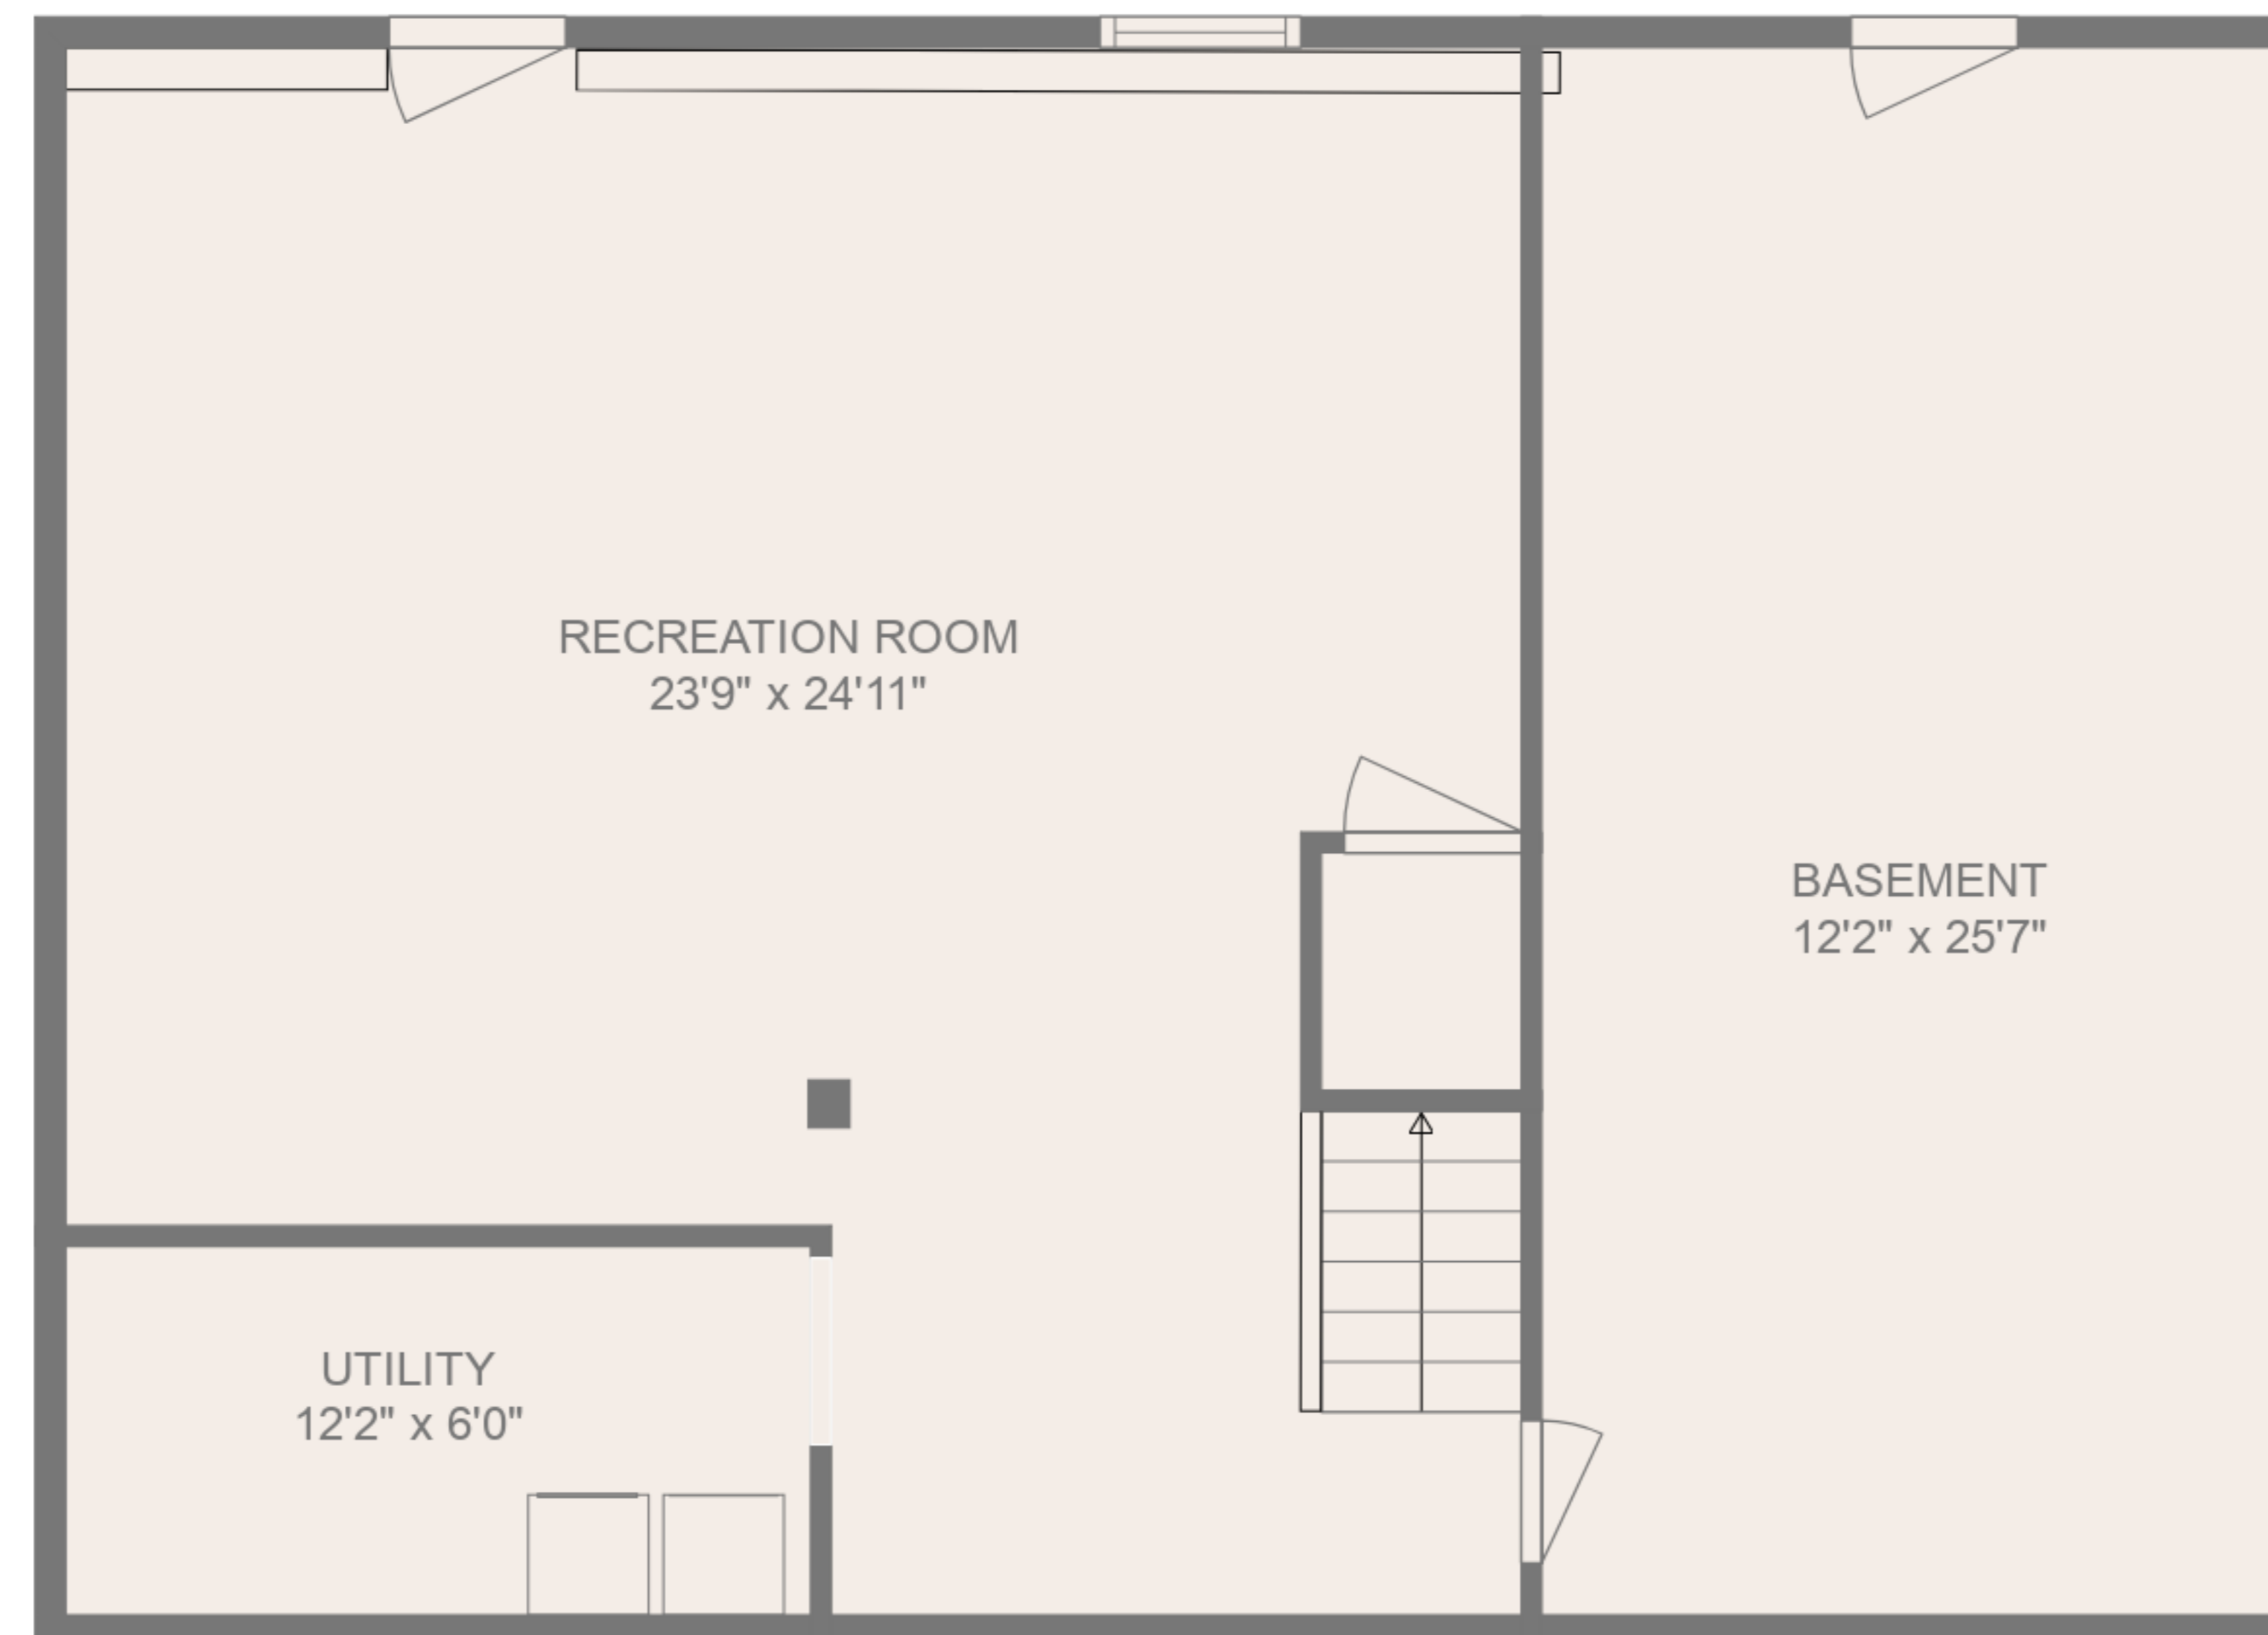 RECREATION ROOM
23'9" x 24'11"
BASEMENT
12'2" x 25'7"
UTILITY
12'2" x 6'0"